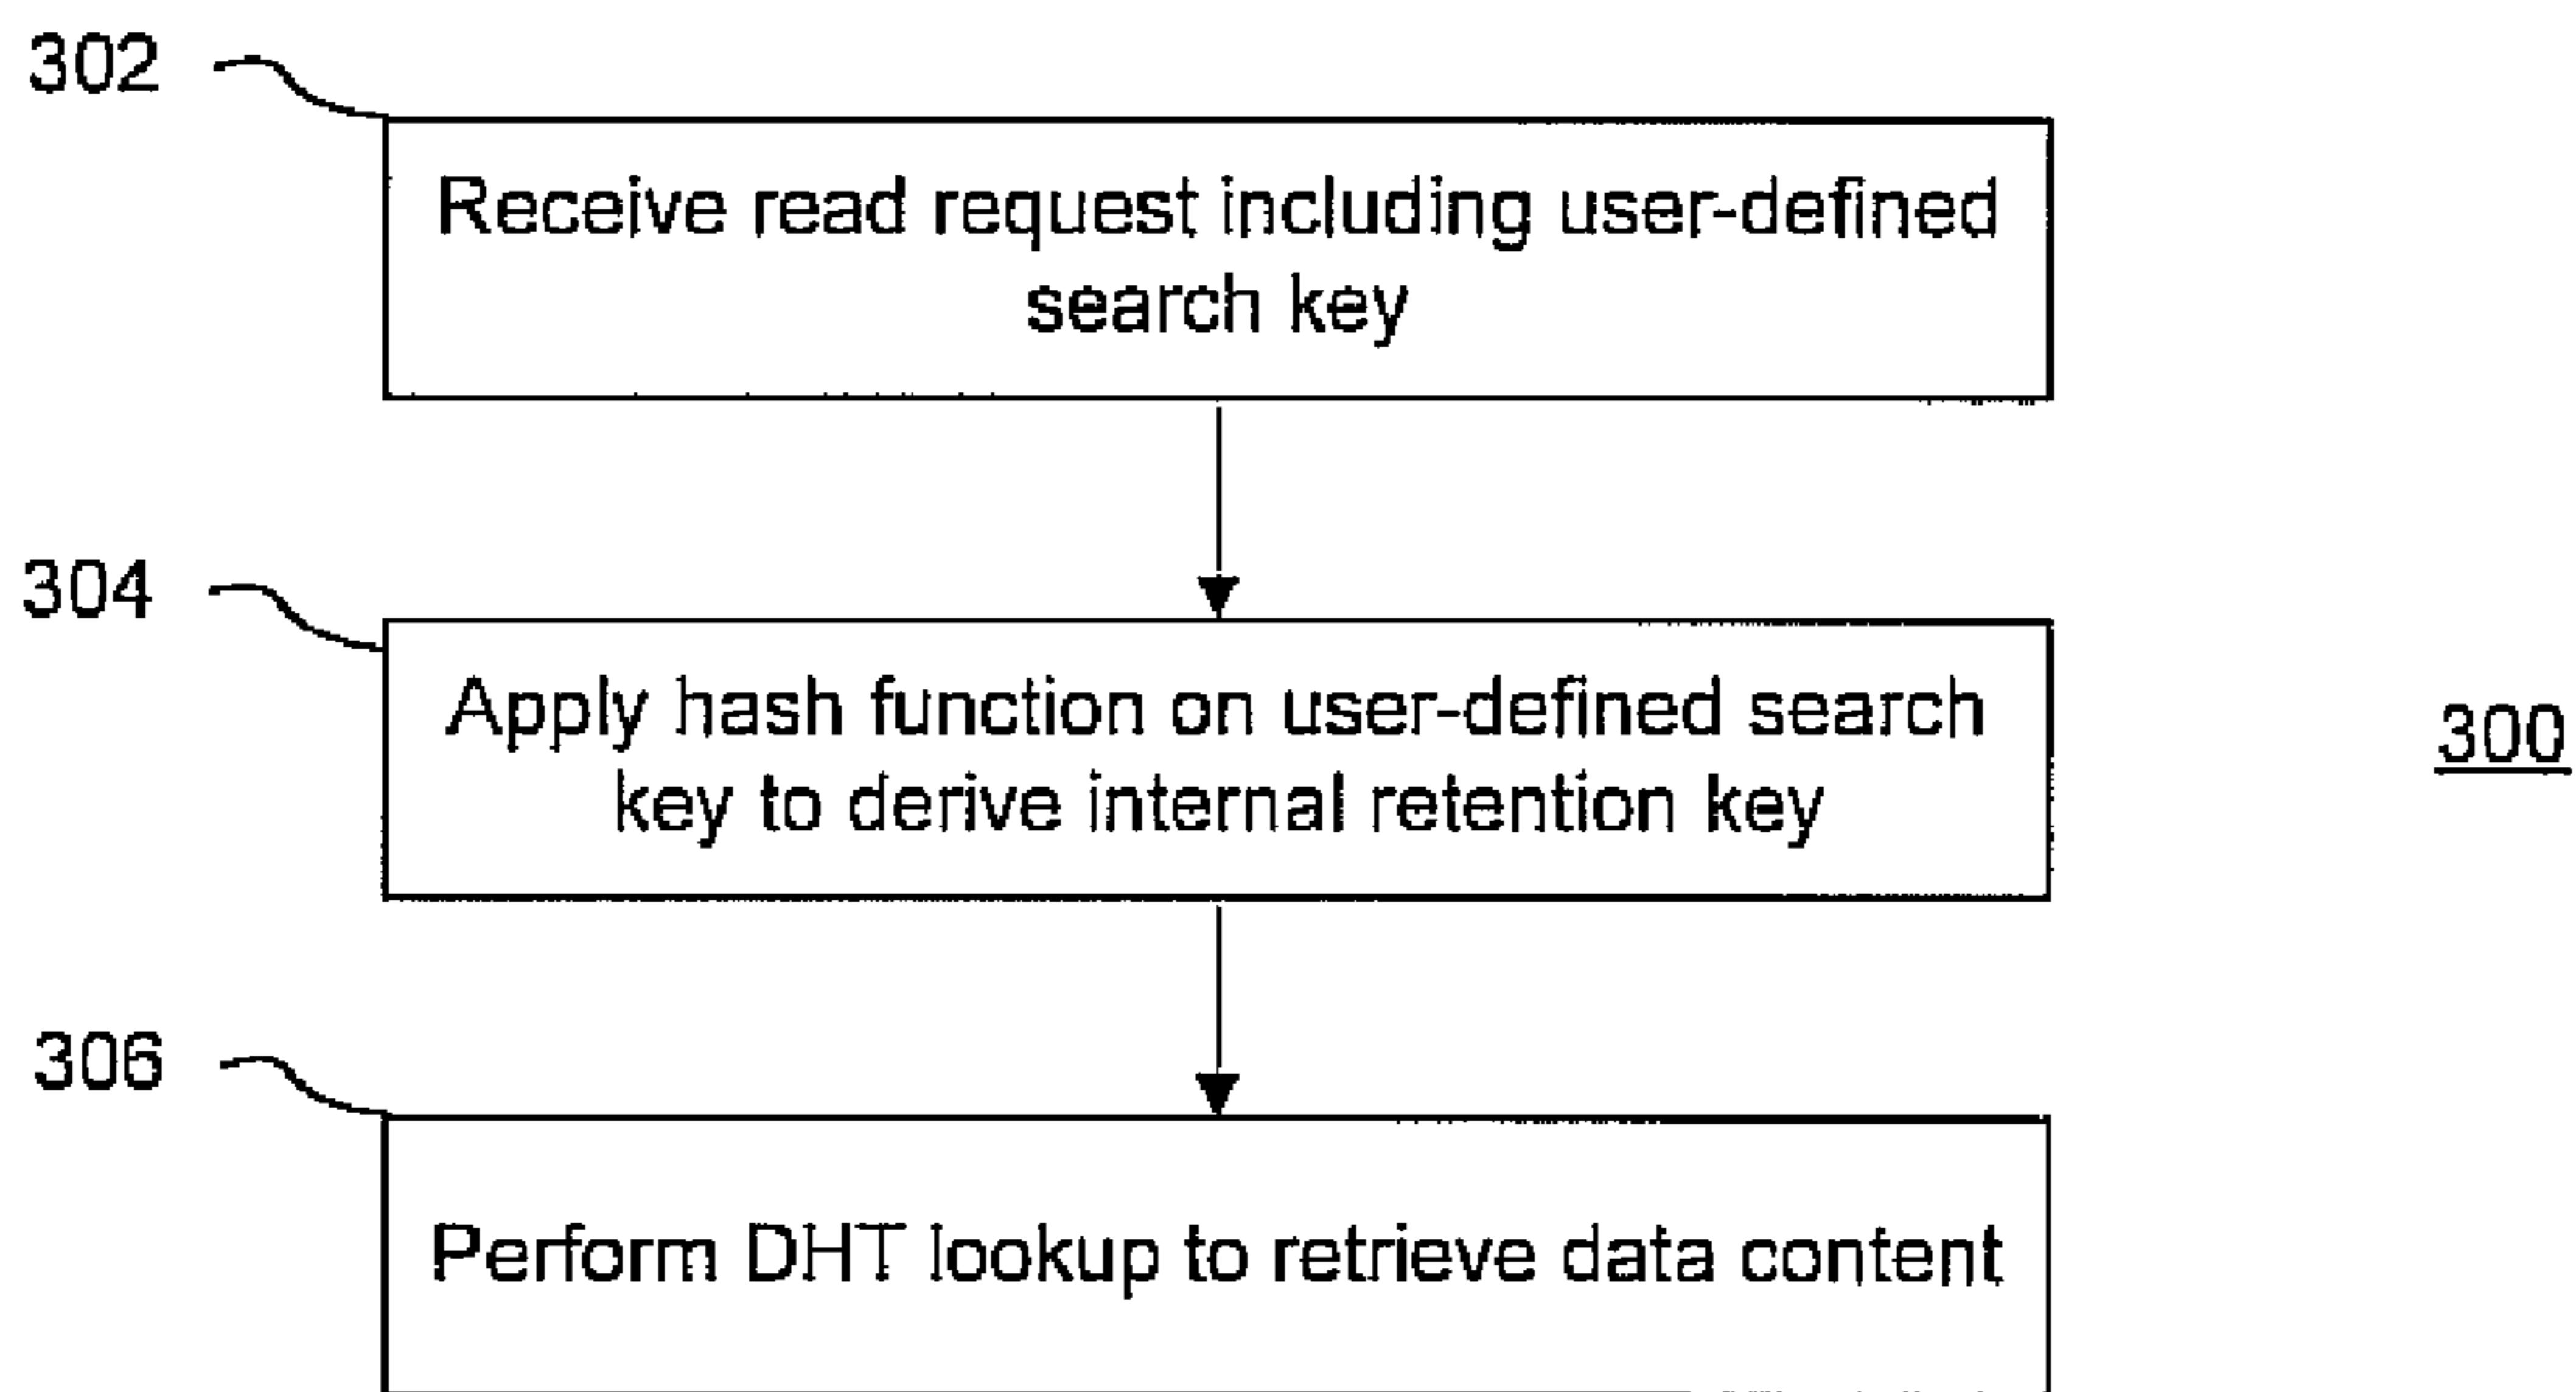 302
Receive read request including user-defined
search key
304
Apply hash function on user-defined search
key to derive internal retention key
300
306
Perform DHT lookup to retrieve data content